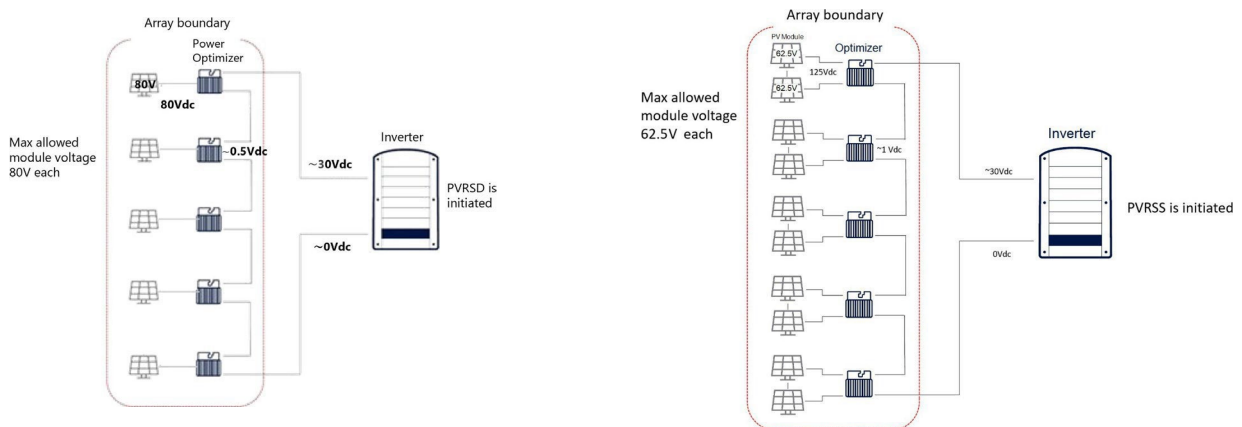 Array boundary
Power
Optimizer
80V
80Vdc
Max allowed
module voltage
80V each
~0.5Vdc
~30Vdc
Inverter
PVRSD is
initiated
~0Vdc
Array boundary
PV Module
62.5V
Optimizer
125Vdc
62.5V
Max allowed
module voltage
62.5V each
~1 Vdc
Inverter
~30Vdc
PVRSS is initiated
0Vdc